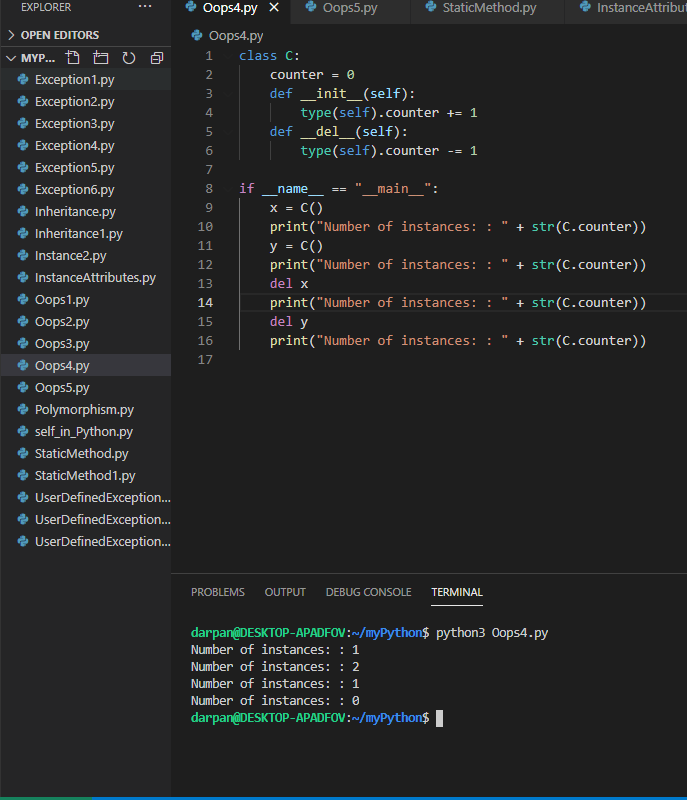 EXPLORER ...
Oops4.py Oops5.py StaticMethod.py InstanceAttribut
OPEN EDITORS
MYP...
Oops4.py
Exception1.py
Exception2.py
Exception3.py
Exception4.py
Exception5.py
Exception6.py
Inheritance.py
Inheritance1.py
Instance2.py
InstanceAttributes.py
Oops1.py
Oops2.py
Oops3.py
Oops4.py
Oops5.py
Polymorphism.py
self_in_Python.py
StaticMethod.py
StaticMethod1.py
UserDefinedException...
UserDefinedException...
UserDefinedException...
1 class C:
2     counter = 0
3     def __init__(self):
4         type(self).counter += 1
5     def __del__(self):
6         type(self).counter -= 1
7
8 if __name__ == "__main__":
9     x = C()
10     print("Number of instances: : " + str(C.counter))
11     y = C()
12     print("Number of instances: : " + str(C.counter))
13     del x
14     print("Number of instances: : " + str(C.counter))
15     del y
16     print("Number of instances: : " + str(C.counter))
17
PROBLEMS OUTPUT DEBUG CONSOLE TERMINAL
darpan@DESKTOP-APADFOV:~/myPython$ python3 Oops4.py
Number of instances: : 1
Number of instances: : 2
Number of instances: : 1
Number of instances: : 0
darpan@DESKTOP-APADFOV:~/myPython$